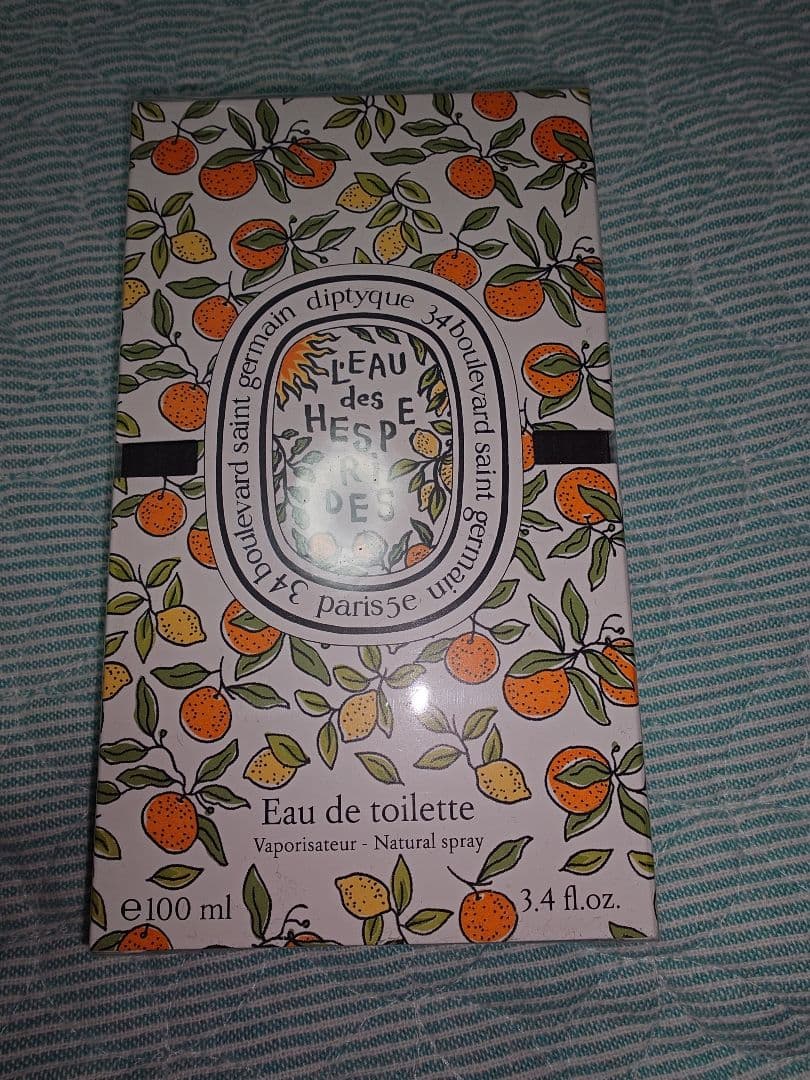 diptyque 34 boulevard saint germain
paris 5e
34 boulevard saint germain
L'EAU
des
HESPE
RI
DES
Eau de toilette
Vaporisateur - Natural spray
e100 ml
3.4 fl.oz.